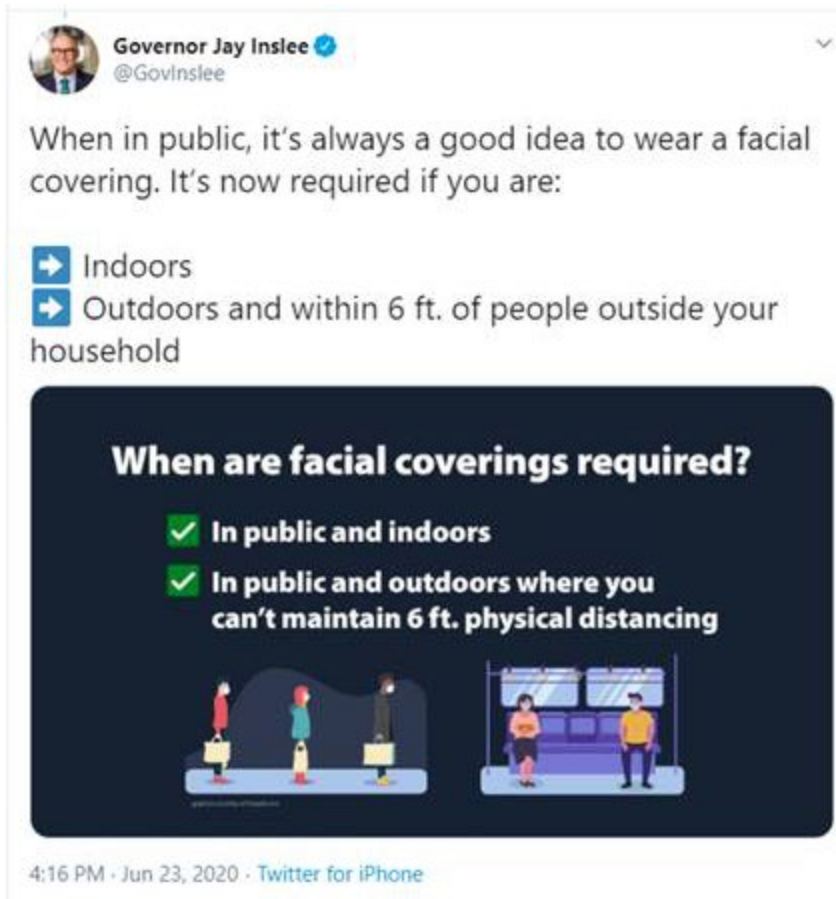 Governor Jay Inslee
@GovInslee
When in public, it's always a good idea to wear a facial
covering. It's now required if you are:
➡ Indoors
➡ Outdoors and within 6 ft. of people outside your
household
When are facial coverings required?
✅ In public and indoors
✅ In public and outdoors where you
can't maintain 6 ft. physical distancing
4:16 PM · Jun 23, 2020 · Twitter for iPhone